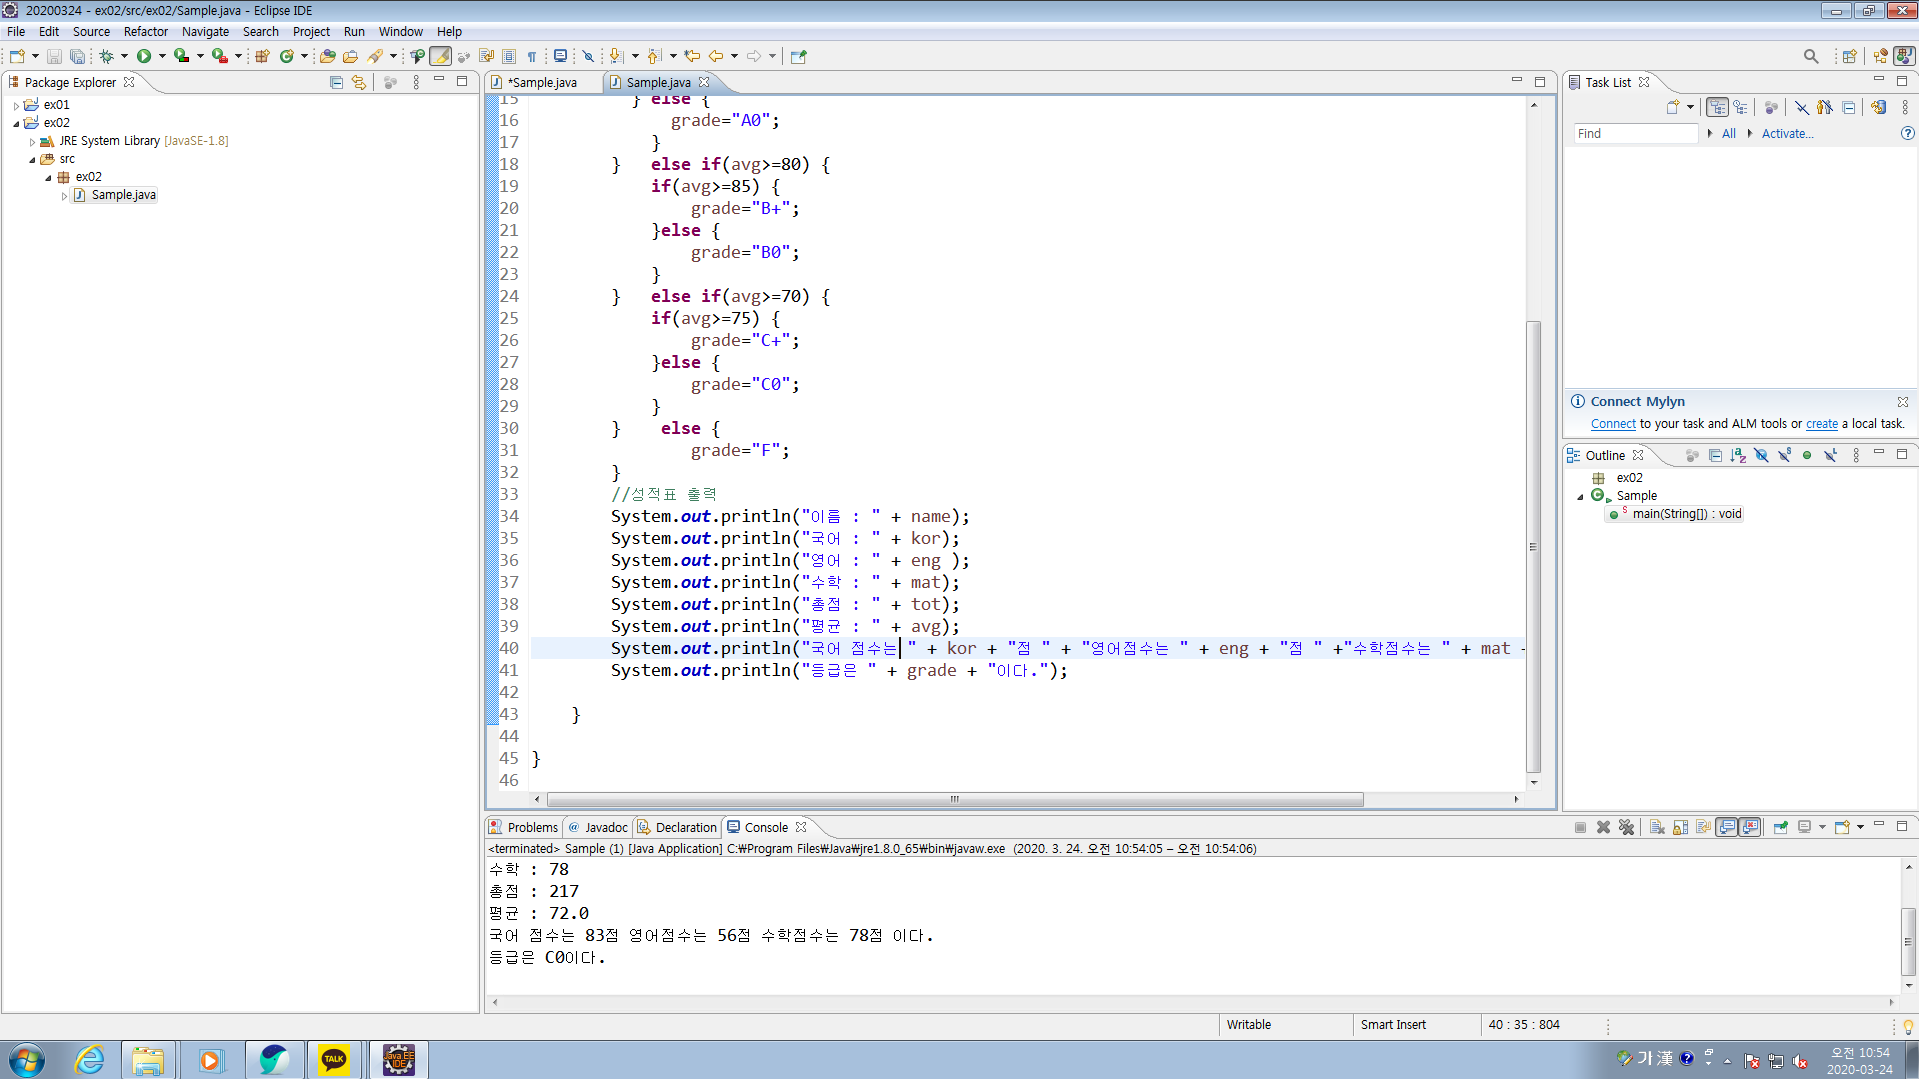 20200324 - ex02/src/ex02/Sample.java - Eclipse IDE
File Edit Source Refactor Navigate Search Project Run Window Help
Package Explorer
*Sample.java Sample.java
Task List
ex01
ex02
JRE System Library [JavaSE-1.8]
src
ex02
Sample.java
15 } else {
16 grade="A0";
17 }
18 } else if(avg>=80) {
19 if(avg>=85) {
20 grade="B+";
21 }else {
22 grade="B0";
23 }
24 } else if(avg>=70) {
25 if(avg>=75) {
26 grade="C+";
27 }else {
28 grade="C0";
29 }
30 } else {
31 grade="F";
32 }
33 //성적표 출력
34 System.out.println("이름 : " + name);
35 System.out.println("국어 : " + kor);
36 System.out.println("영어 : " + eng );
37 System.out.println("수학 : " + mat);
38 System.out.println("총점 : " + tot);
39 System.out.println("평균 : " + avg);
40 System.out.println("국어 점수는 " + kor + "점 " + "영어점수는 " + eng + "점 " +"수학점수는 " + mat
41 System.out.println("등급은 " + grade + "이다.");
42
43 }
44
45 }
46
Find All Activate...
Connect Mylyn
Connect to your task and ALM tools or create a local task.
Outline
ex02
Sample
main(String[]) : void
Problems @ Javadoc Declaration Console
<terminated> Sample (1) [Java Application] C:₩Program Files₩Java₩jre1.8.0_65₩bin₩javaw.exe (2020. 3. 24. 오전 10:54:05 – 오전 10:54:06)
수학 : 78
총점 : 217
평균 : 72.0
국어 점수는 83점 영어점수는 56점 수학점수는 78점 이다.
등급은 C0이다.
Writable Smart Insert 40 : 35 : 804
TALK
Java EE
IDE
가 漢
오전 10:54
2020-03-24